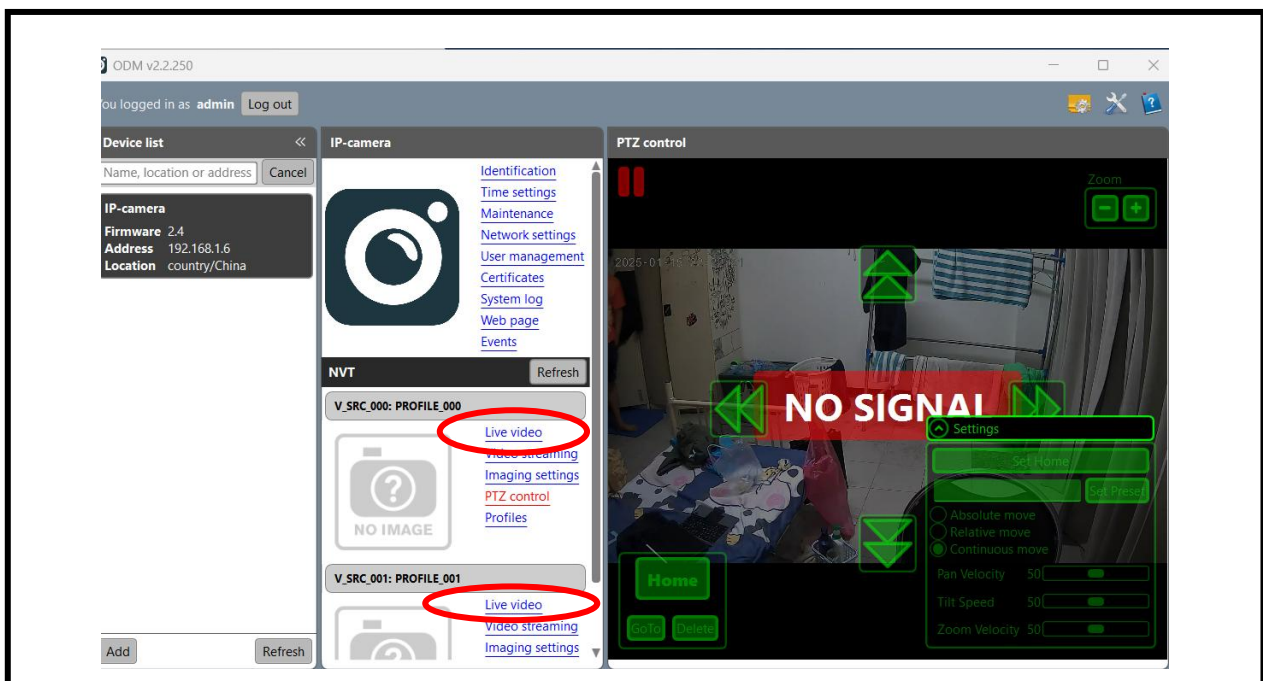 ODM v2.2.250
You logged in as admin Log out
Device list
Name, location or address Cancel
IP-camera
Firmware 2.4
Address 192.168.1.6
Location country/China
Add Refresh
IP-camera
Identification
Time settings
Maintenance
Network settings
User management
Certificates
System log
Web page
Events
NVT Refresh
V_SRC_000: PROFILE_000
NO IMAGE
Live video
Video streaming
Imaging settings
PTZ control
Profiles
V_SRC_001: PROFILE_001
Live video
Video streaming
Imaging settings
PTZ control
Zoom
NO SIGNAL
Settings
Set Home
Set Preset
Absolute move
Relative move
Continuous move
Pan Velocity 50
Tilt Speed 50
Zoom Velocity 50
Home
GoTo Delete